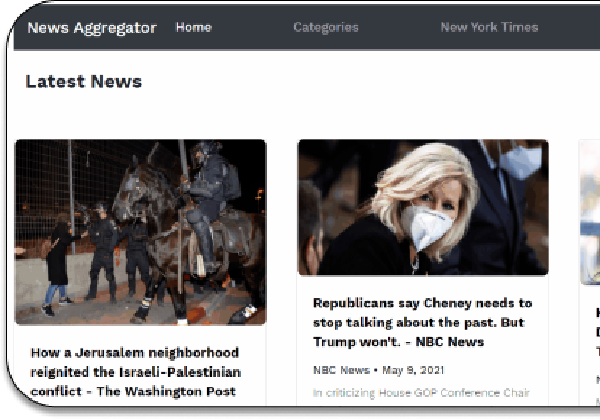 News Aggregator Home Categories New York Times
Latest News
How a Jerusalem neighborhood
reignited the Israeli-Palestinian
conflict - The Washington Post
Republicans say Cheney needs to
stop talking about the past. But
Trump won't. - NBC News
NBC News • May 9, 2021
In criticizing House GOP Conference Chair